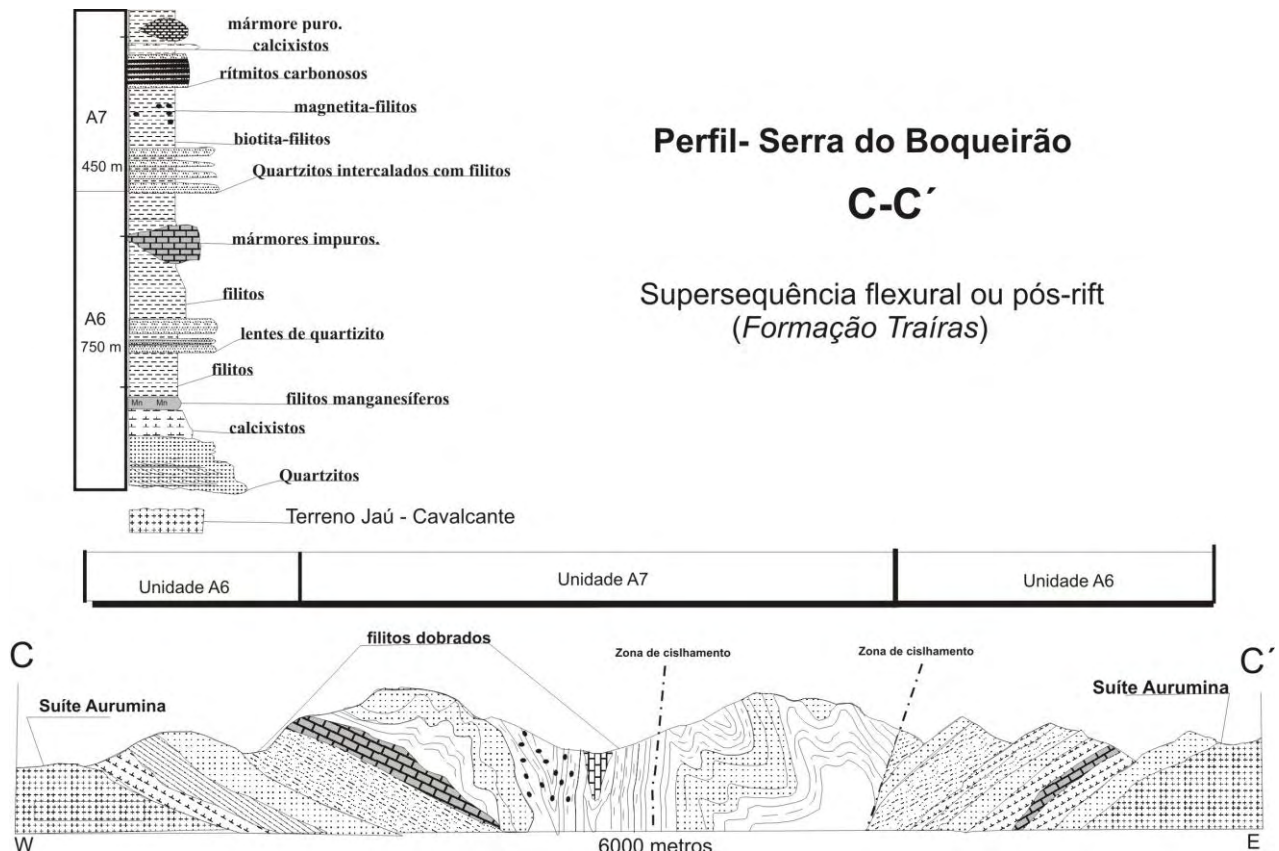 mármore puro.
calcixistos
rítmitos carbonosos
magnetita-filitos
A7
biotita-filitos
450 m
Quartzitos intercalados com filitos
mármores impuros.
filitos
A6
lentes de quartizito
750 m
filitos
filitos manganesíferos
Mn Mn
calcixistos
Quartzitos
Terreno Jaú - Cavalcante
Perfil- Serra do Boqueirão
C-C´
Supersequência flexural ou pós-rift
(Formação Traíras)
Unidade A6
Unidade A7
Unidade A6
filitos dobrados
Zona de cislhamento
Zona de cislhamento
C
C´
Suíte Aurumina
Suíte Aurumina
W
6000 metros
E